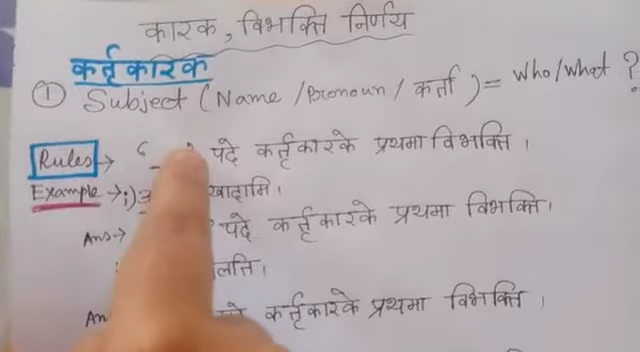 कारक, विभक्ति निर्णय
कर्तृकारक
① Subject (Name /Pronoun / कर्ता) = Who/What ?
Rules → ' पदे कर्तृकारके प्रथमा विभक्ति ।
Example → i) खादामि ।
Ans → पदे कर्तृकारके प्रथमा विभक्ति ।
Ans कर्तृकारके प्रथमा विभक्ति ।